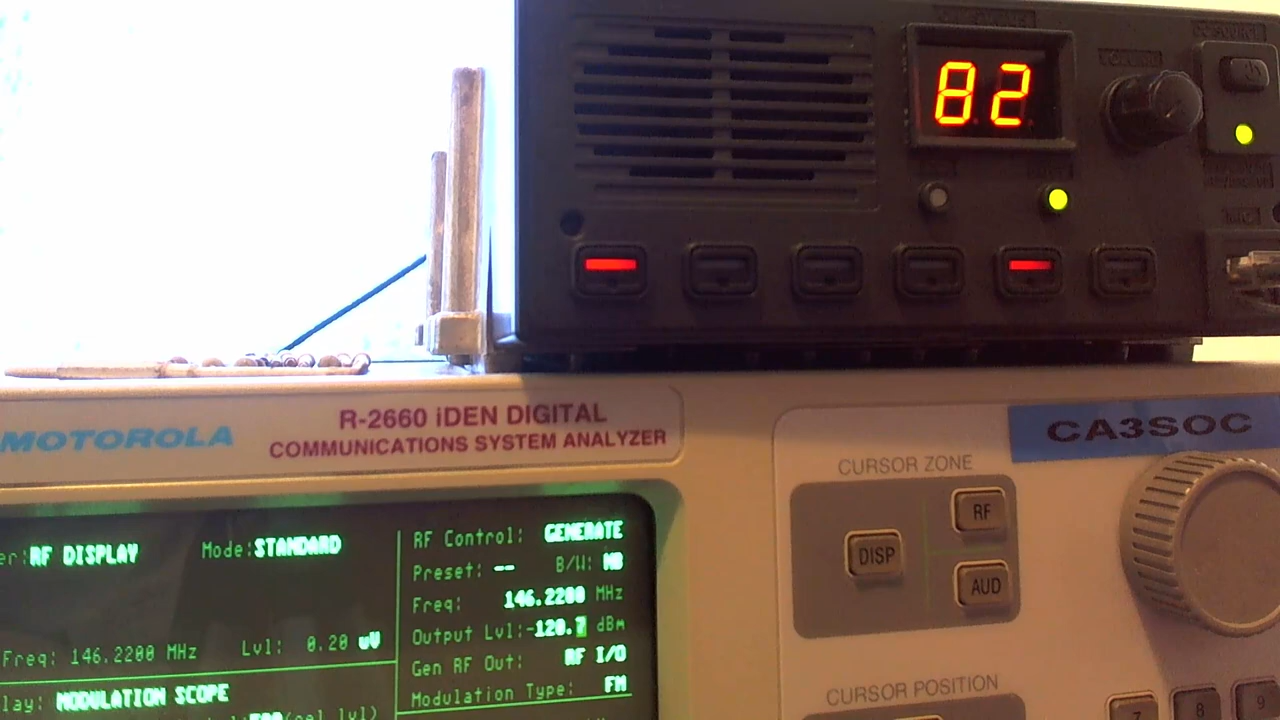 82
MOTOROLA
R-2660 iDEN DIGITAL
COMMUNICATIONS SYSTEM ANALYZER
CA3SOC
CURSOR ZONE
RF
DISP
AUD
CURSOR POSITION
7 8 9
er:RF DISPLAY Mode:STANDARD
Freq: 146.2200 MHz Lvl: 0.20 uV
lay: MODULATION SCOPE
RF Control: GENERATE
Preset: -- B/W: NB
Freq: 146.2200 MHz
Output Lvl:-120.7 dBm
Gen RF Out: RF I/O
Modulation Type: FM